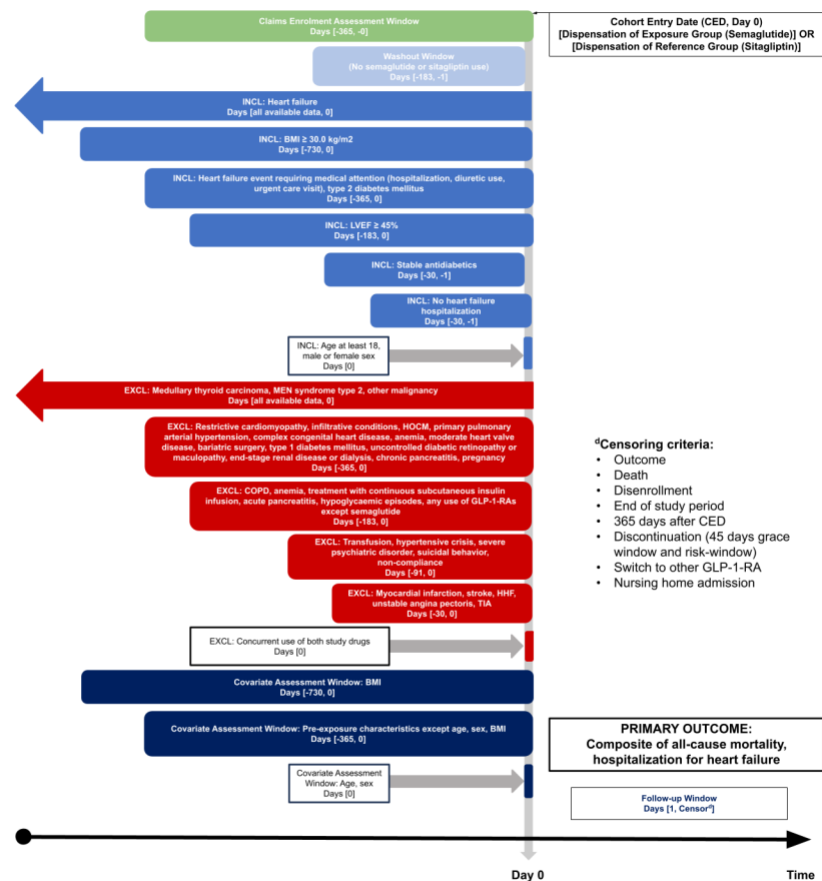 Claims Enrolment Assessment Window
Days [-365, -0]
Cohort Entry Date (CED, Day 0)
[Dispensation of Exposure Group (Semaglutide)] OR
[Dispensation of Reference Group (Sitagliptin)]
Washout Window
(No semaglutide or sitagliptin use)
Days [-183, -1]
INCL: Heart failure
Days [all available data, 0]
INCL: BMI ≥ 30.0 kg/m2
Days [-730, 0]
INCL: Heart failure event requiring medical attention (hospitalization, diuretic use,
urgent care visit), type 2 diabetes mellitus
Days [-365, 0]
INCL: LVEF ≥ 45%
Days [-183, 0]
INCL: Stable antidiabetics
Days [-30, -1]
INCL: No heart failure
hospitalization
Days [-30, -1]
INCL: Age at least 18,
male or female sex
Days [0]
EXCL: Medullary thyroid carcinoma, MEN syndrome type 2, other malignancy
Days [all available data, 0]
EXCL: Restrictive cardiomyopathy, infiltrative conditions, HOCM, primary pulmonary
arterial hypertension, complex congenital heart disease, anemia, moderate heart valve
disease, bariatric surgery, type 1 diabetes mellitus, uncontrolled diabetic retinopathy or
maculopathy, end-stage renal disease or dialysis, chronic pancreatitis, pregnancy
Days [-365, 0]
EXCL: COPD, anemia, treatment with continuous subcutaneous insulin
infusion, acute pancreatitis, hypoglycaemic episodes, any use of GLP-1-RAs
except semaglutide
Days [-183, 0]
EXCL: Transfusion, hypertensive crisis, severe
psychiatric disorder, suicidal behavior,
non-compliance
Days [-91, 0]
EXCL: Myocardial infarction, stroke, HHF,
unstable angina pectoris, TIA
Days [-30, 0]
EXCL: Concurrent use of both study drugs
Days [0]
Covariate Assessment Window: BMI
Days [-730, 0]
Covariate Assessment Window: Pre-exposure characteristics except age, sex, BMI
Days [-365, 0]
Covariate Assessment
Window: Age, sex
Days [0]
dCensoring criteria:
• Outcome
• Death
• Disenrollment
• End of study period
• 365 days after CED
• Discontinuation (45 days grace
window and risk-window)
• Switch to other GLP-1-RA
• Nursing home admission
PRIMARY OUTCOME:
Composite of all-cause mortality,
hospitalization for heart failure
Follow-up Window
Days [1, Censord]
Day 0
Time